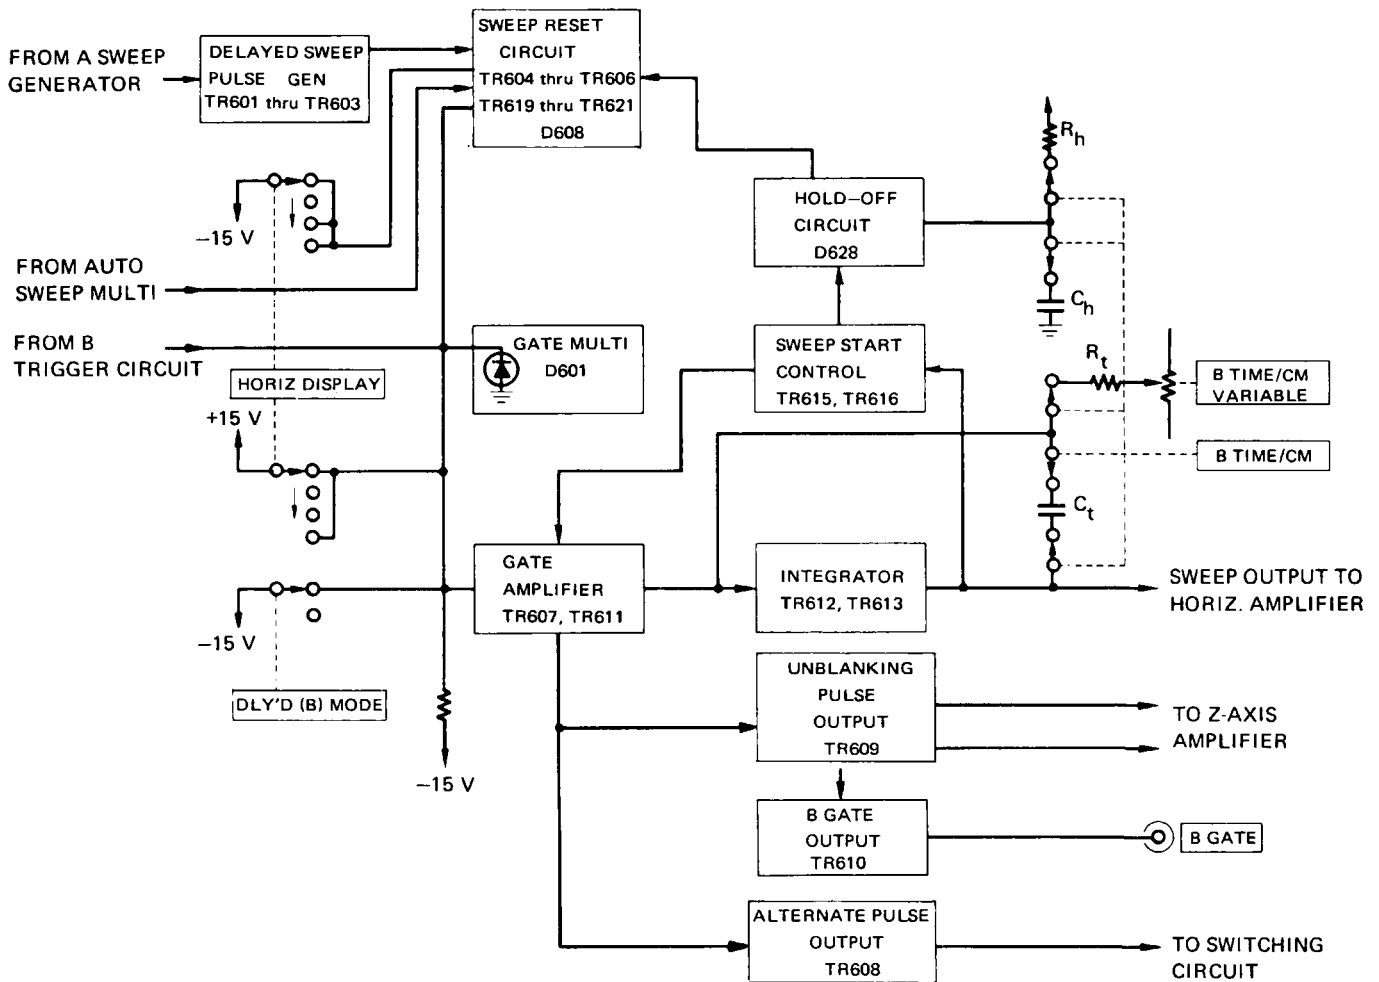 FROM A SWEEP
GENERATOR
DELAYED SWEEP
PULSE GEN
TR601 thru TR603
SWEEP RESET
CIRCUIT
TR604 thru TR606
TR619 thru TR621
D608
−15 V
FROM AUTO
SWEEP MULTI
FROM B
TRIGGER CIRCUIT
HORIZ DISPLAY
+15 V
−15 V
DLY'D (B) MODE
−15 V
GATE MULTI
D601
HOLD−OFF
CIRCUIT
D628
SWEEP START
CONTROL
TR615, TR616
Rh
Ch
Rt
Ct
B TIME/CM
VARIABLE
B TIME/CM
GATE
AMPLIFIER
TR607, TR611
INTEGRATOR
TR612, TR613
SWEEP OUTPUT TO
HORIZ. AMPLIFIER
UNBLANKING
PULSE
OUTPUT
TR609
TO Z-AXIS
AMPLIFIER
B GATE
OUTPUT
TR610
B GATE
ALTERNATE PULSE
OUTPUT
TR608
TO SWITCHING
CIRCUIT